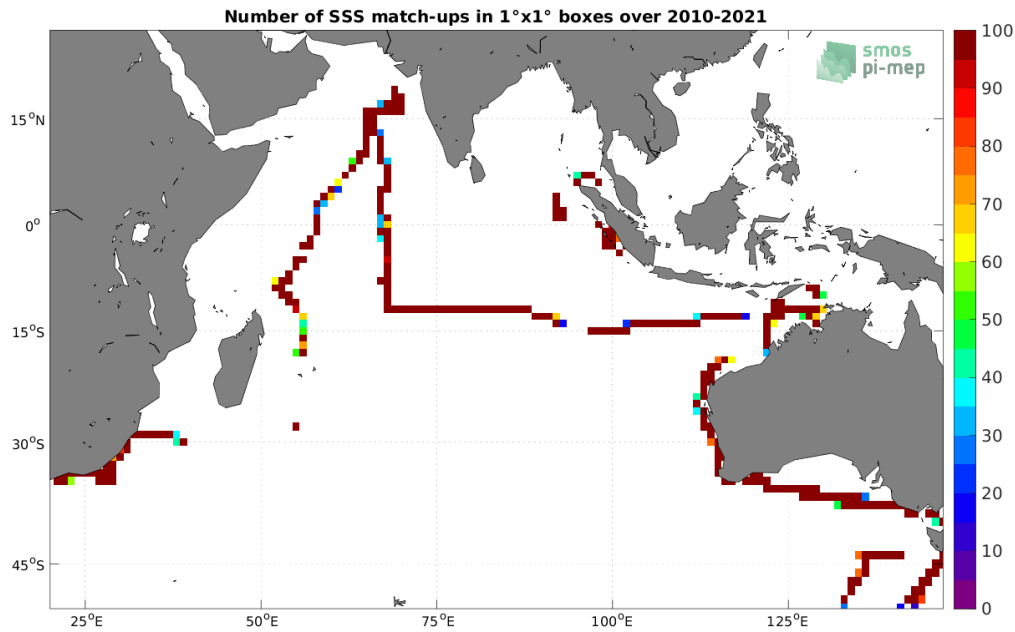 Number of SSS match-ups in 1°x1° boxes over 2010-2021
smos
pi-mep
100
90
80
70
60
50
40
30
20
10
0
15°N
0°
15°S
30°S
45°S
25°E
50°E
75°E
100°E
125°E